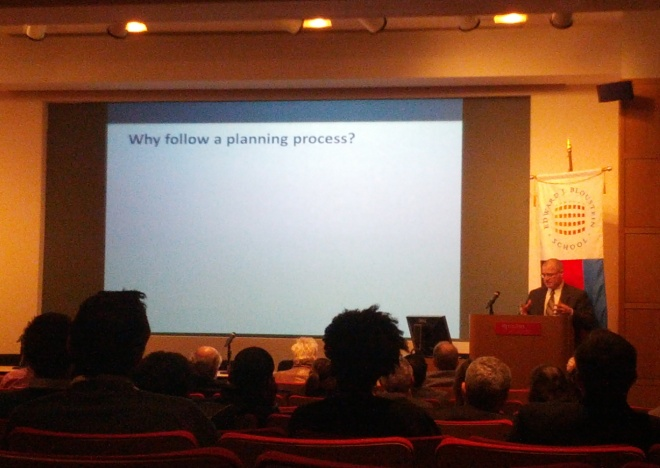 Why follow a planning process?
EDWARD J. BLOUSTEIN
SCHOOL